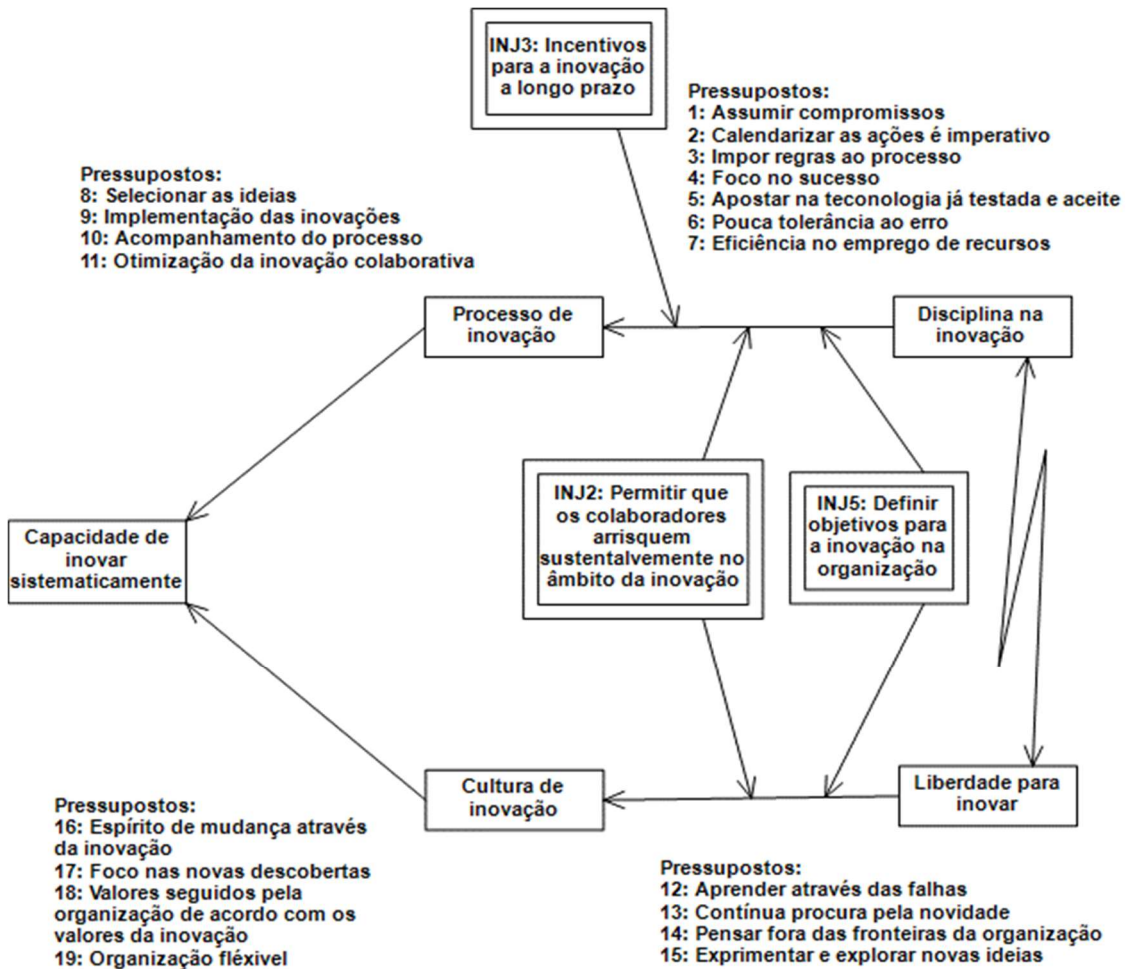 INJ3: Incentivos
para a inovação
a longo prazo
Pressupostos:
1: Assumir compromissos
2: Calendarizar as ações é imperativo
3: Impor regras ao processo
4: Foco no sucesso
5: Apostar na teconologia já testada e aceite
6: Pouca tolerância ao erro
7: Eficiência no emprego de recursos
Pressupostos:
8: Selecionar as ideias
9: Implementação das inovações
10: Acompanhamento do processo
11: Otimização da inovação colaborativa
Processo de
inovação
Disciplina na
inovação
INJ2: Permitir que
os colaboradores
arrisquem
sustentalvemente no
âmbito da inovação
INJ5: Definir
objetivos para
a inovação na
organização
Capacidade de
inovar
sistematicamente
Cultura de
inovação
Liberdade para
inovar
Pressupostos:
16: Espírito de mudança através
da inovação
17: Foco nas novas descobertas
18: Valores seguidos pela
organização de acordo com os
valores da inovação
19: Organização fléxivel
Pressupostos:
12: Aprender através das falhas
13: Contínua procura pela novidade
14: Pensar fora das fronteiras da organização
15: Exprimentar e explorar novas ideias